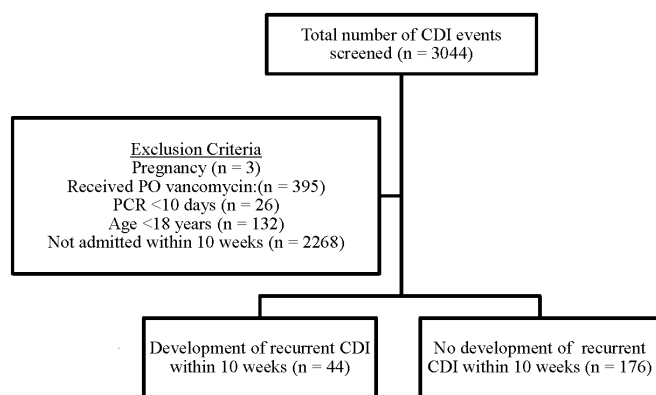 Total number of CDI events
screened (n = 3044)
Exclusion Criteria
Pregnancy (n = 3)
Received PO vancomycin:(n = 395)
PCR <10 days (n = 26)
Age <18 years (n = 132)
Not admitted within 10 weeks (n = 2268)
Development of recurrent CDI
within 10 weeks (n = 44)
No development of recurrent
CDI within 10 weeks (n = 176)